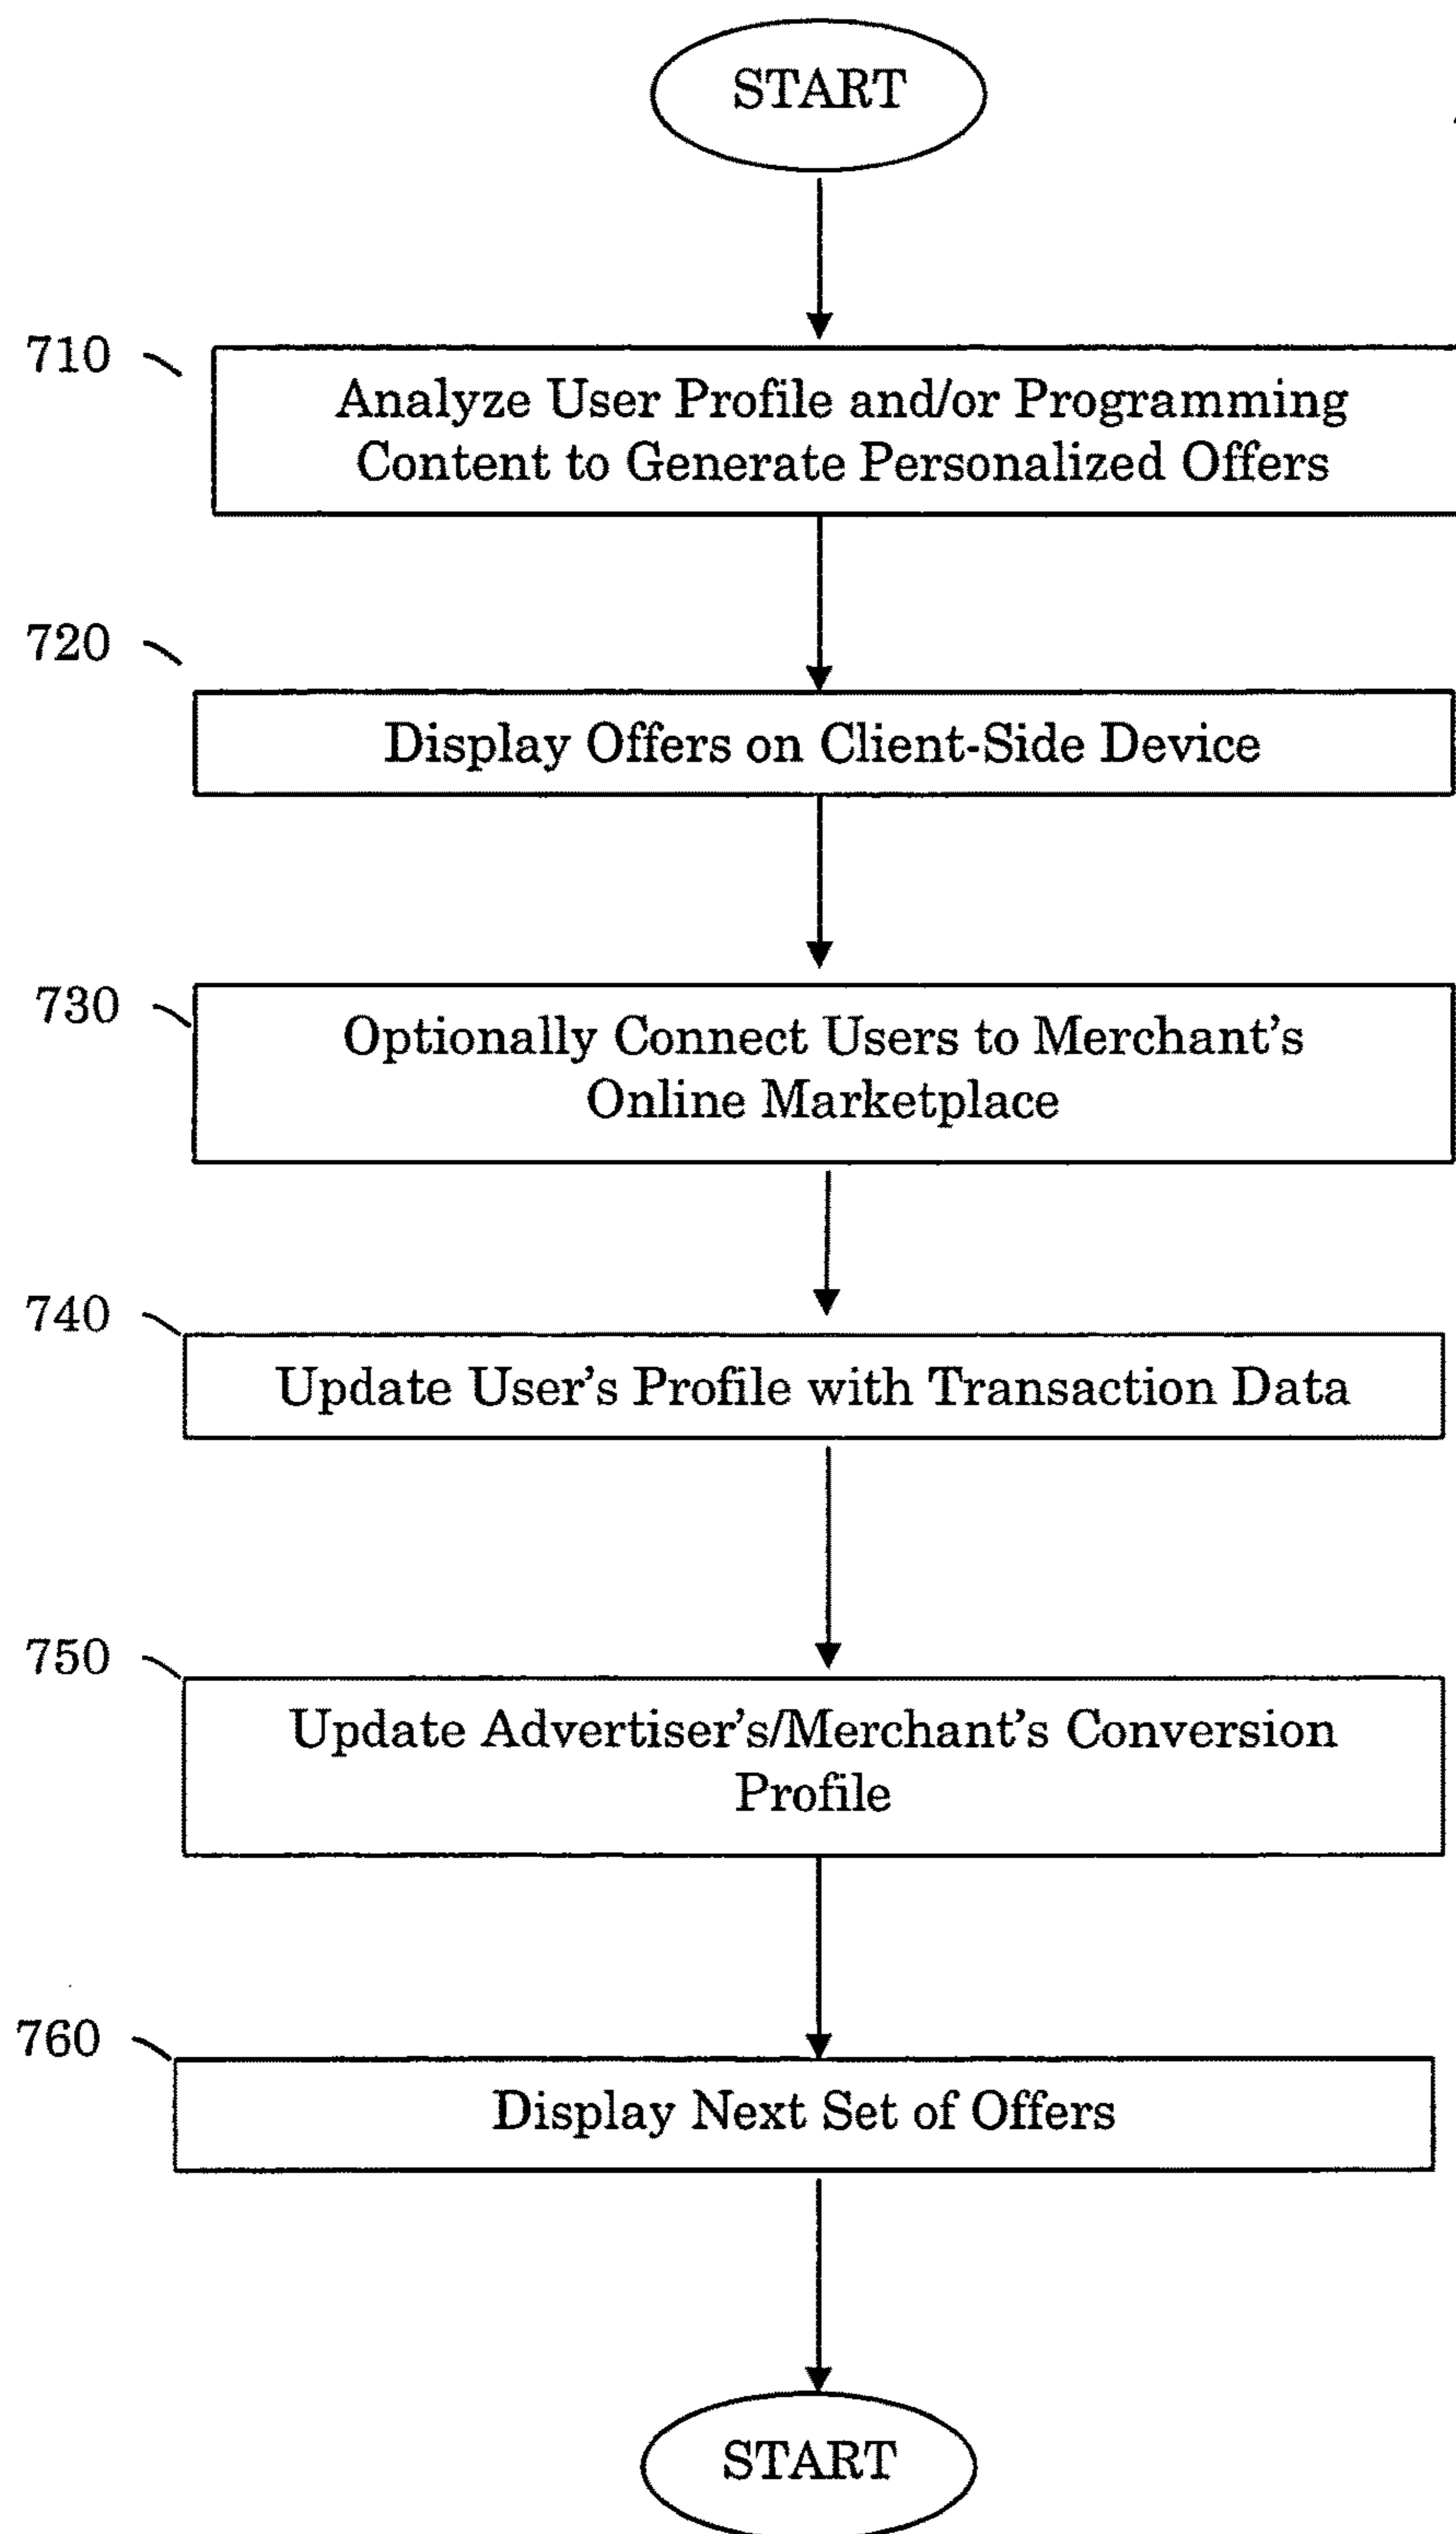 START
710
Analyze User Profile and/or Programming
Content to Generate Personalized Offers
720
Display Offers on Client-Side Device
730
Optionally Connect Users to Merchant's
Online Marketplace
740
Update User's Profile with Transaction Data
750
Update Advertiser's/Merchant's Conversion
Profile
760
Display Next Set of Offers
START